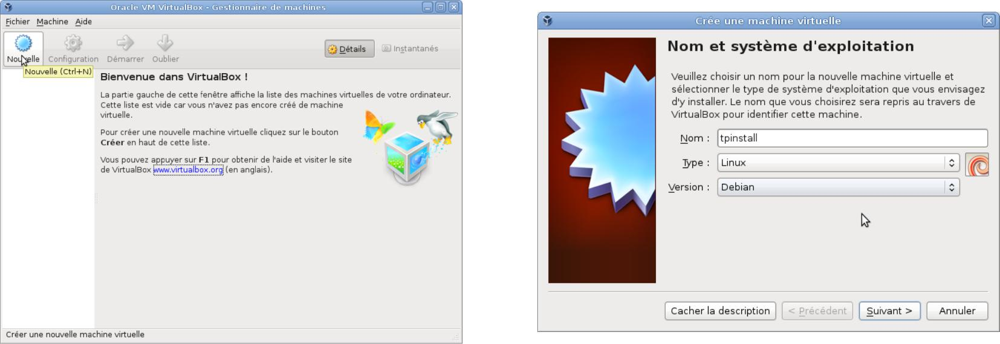 Oracle VM VirtualBox - Gestionnaire de machines
Fichier Machine Aide
Nouvelle Configuration Démarrer Oublier Détails Instantanés
Nouvelle (Ctrl+N)
Bienvenue dans VirtualBox !
La partie gauche de cette fenêtre affiche la liste des machines virtuelles de votre ordinateur.
Cette liste est vide car vous n'avez pas encore créé de machine
virtuelle.
Pour créer une nouvelle machine virtuelle cliquez sur le bouton
Créer en haut de cette liste.
Vous pouvez appuyer sur F1 pour obtenir de l'aide et visiter le site
de VirtualBox www.virtualbox.org (en anglais).
Créer une nouvelle machine virtuelle
Crée une machine virtuelle
Nom et système d'exploitation
Veuillez choisir un nom pour la nouvelle machine virtuelle et
sélectionner le type de système d'exploitation que vous envisagez
d'y installer. Le nom que vous choisirez sera repris au travers de
VirtualBox pour identifier cette machine.
Nom : tpinstall
Type : Linux
Version : Debian
Cacher la description < Précédent Suivant > Annuler